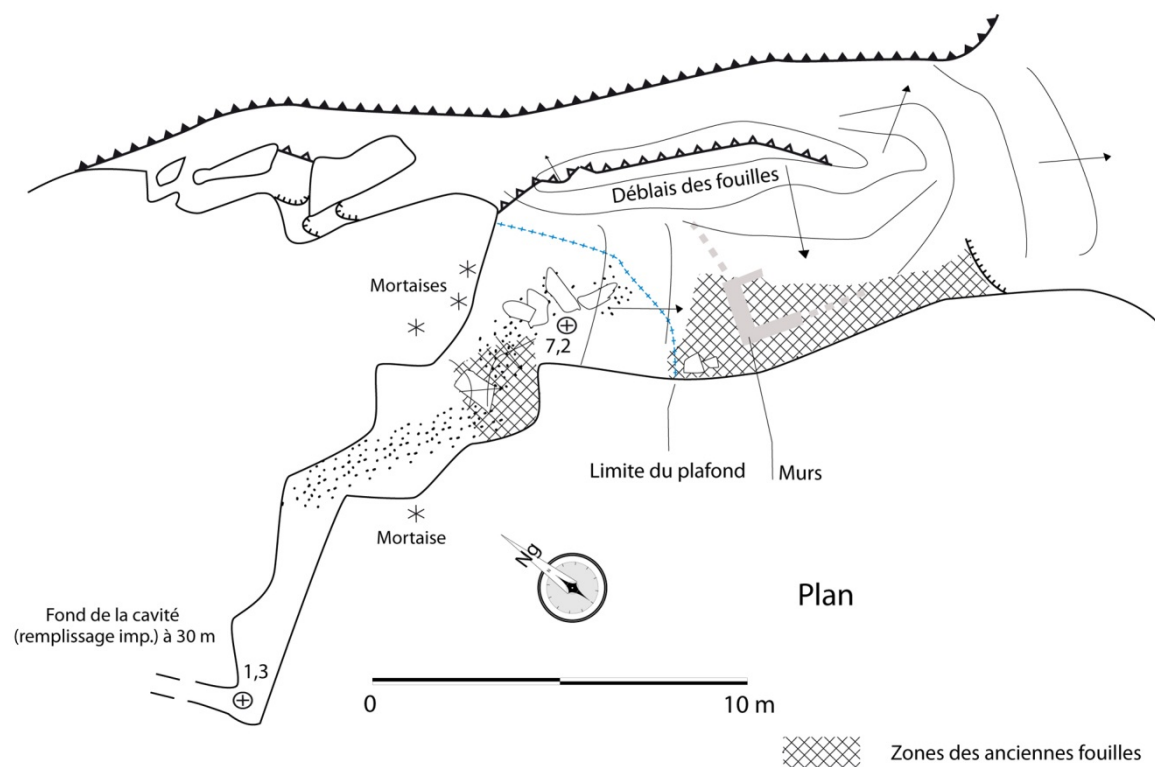 Déblais des fouilles
Mortaises
7,2
Limite du plafond
Murs
Mortaise
Ng
Plan
Fond de la cavité
(remplissage imp.) à 30 m
1,3
0
10 m
Zones des anciennes fouilles